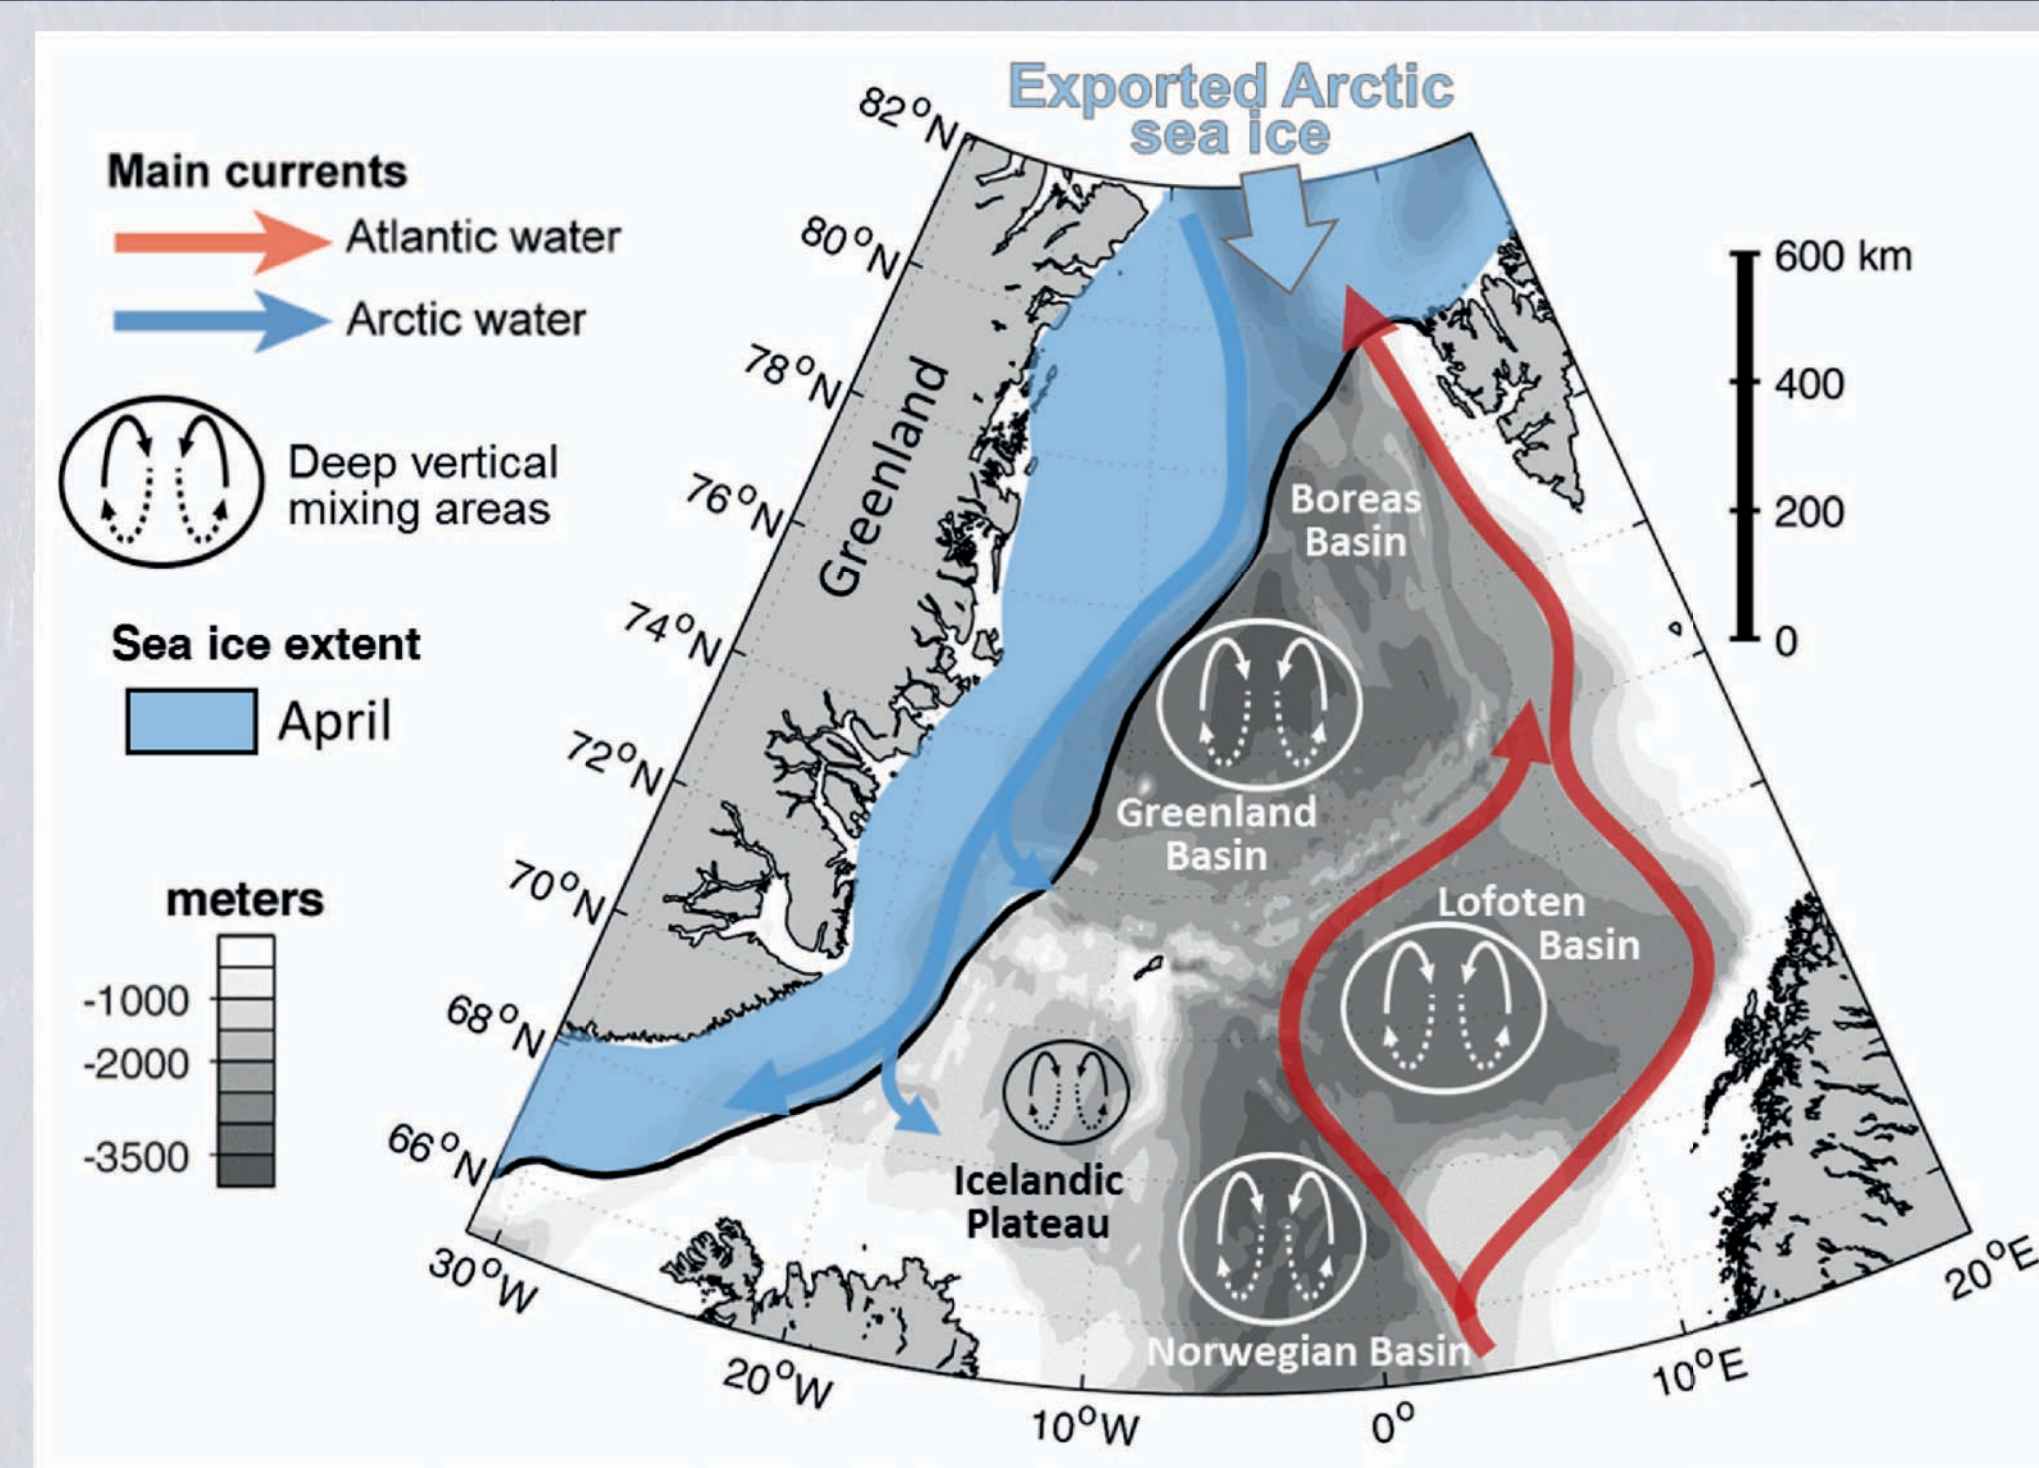 Exported Arctic
sea ice
Main currents
Atlantic water
Arctic water
Deep vertical
mixing areas
Sea ice extent
April
meters
-1000
-2000
-3500
82°N
80°N
78°N
76°N
74°N
72°N
70°N
68°N
66°N
Greenland
600 km
400
200
0
Boreas
Basin
Greenland
Basin
Lofoten
Basin
Icelandic
Plateau
Norwegian Basin
30°W
20°W
10°W
0°
10°E
20°E